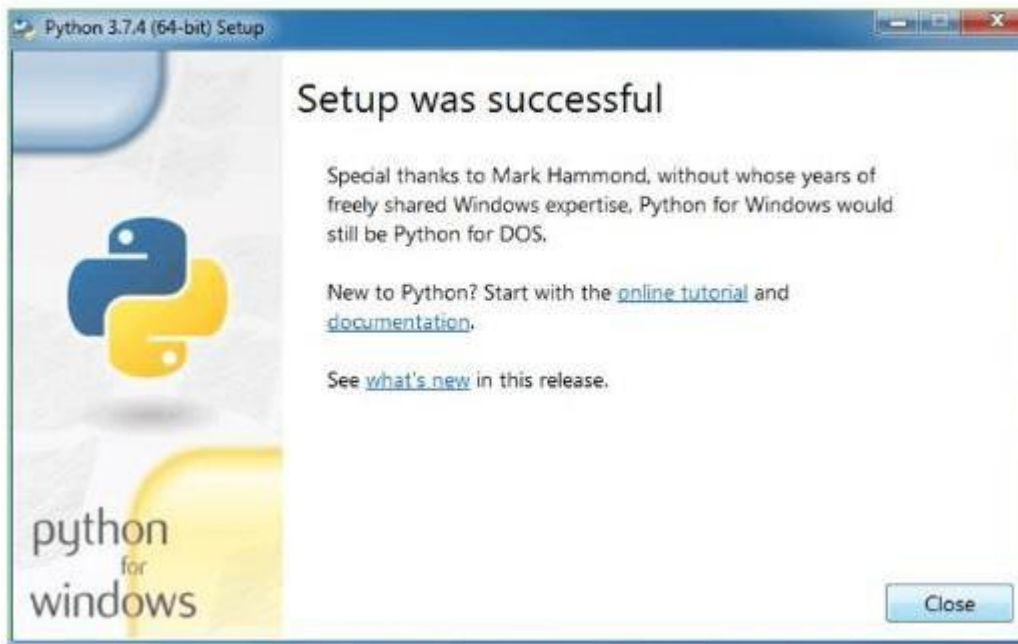 Python 3.7.4 (64-bit) Setup
Setup was successful
Special thanks to Mark Hammond, without whose years of
freely shared Windows expertise, Python for Windows would
still be Python for DOS.
New to Python? Start with the online tutorial and
documentation.
See what's new in this release.
python
for
windows
Close